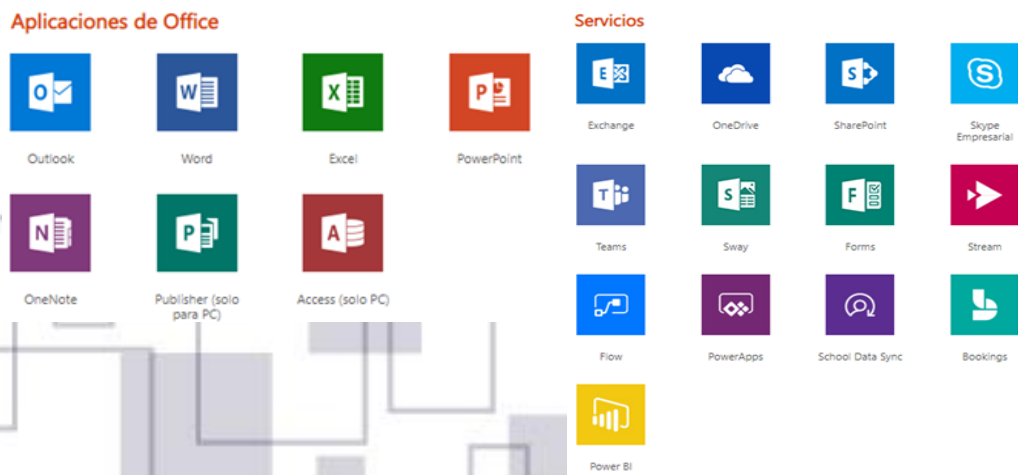 Aplicaciones de Office
Outlook
Word
Excel
PowerPoint
OneNote
Publisher (solo
para PC)
Access (solo PC)
Servicios
Exchange
OneDrive
SharePoint
Skype
Empresarial
Teams
Sway
Forms
Stream
Flow
PowerApps
School Data Sync
Bookings
Power BI